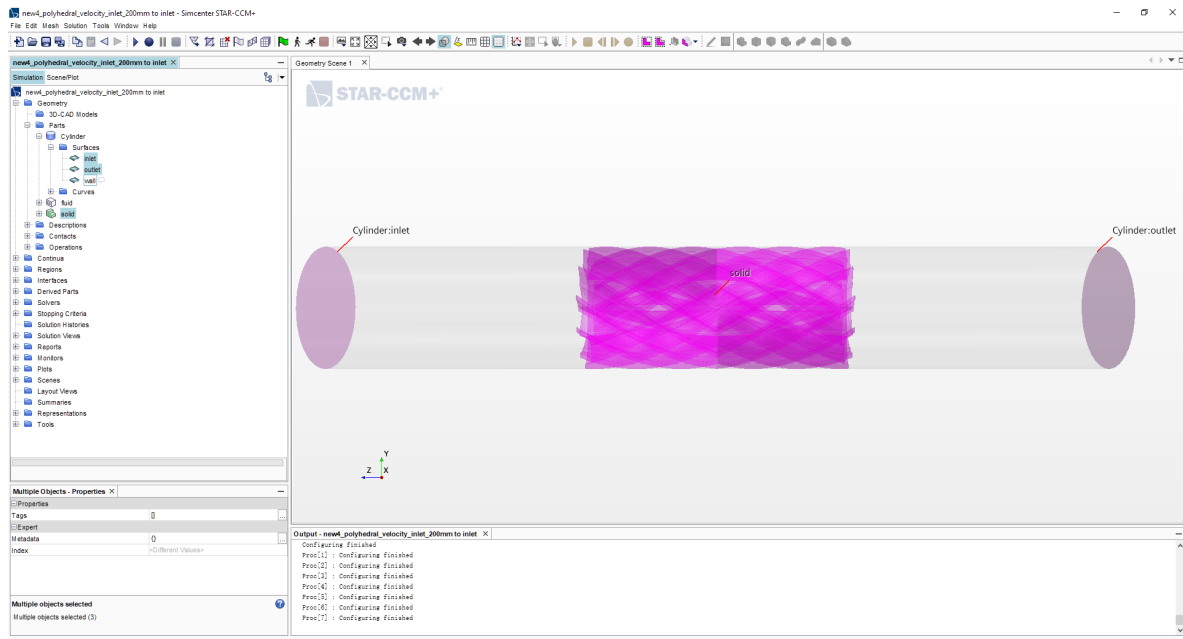 new4_polyhedral_velocity_inlet_200mm to inlet - Simcenter STAR-CCM+
File Edit Mesh Solution Tools Window Help
new4_polyhedral_velocity_inlet_200mm to inlet
Simulation Scene/Plot
new4_polyhedral_velocity_inlet_200mm to inlet
Geometry
3D-CAD Models
Parts
Cylinder
Surfaces
inlet
outlet
wall
Curves
fluid
solid
Descriptions
Contacts
Operations
Continua
Regions
Interfaces
Derived Parts
Solvers
Stopping Criteria
Solution Histories
Solution Views
Reports
Monitors
Plots
Scenes
Layout Views
Summaries
Representations
Tools
Multiple Objects - Properties
Properties
Tags []
Expert
Metadata {}
Index <Different Values>
Multiple objects selected
Multiple objects selected (3)
Geometry Scene 1
STAR-CCM+
Cylinder:inlet
solid
Cylinder:outlet
Y
Z X
Output - new4_polyhedral_velocity_inlet_200mm to inlet
Configuring finished
Proc[1] : Configuring finished
Proc[2] : Configuring finished
Proc[3] : Configuring finished
Proc[4] : Configuring finished
Proc[5] : Configuring finished
Proc[6] : Configuring finished
Proc[7] : Configuring finished